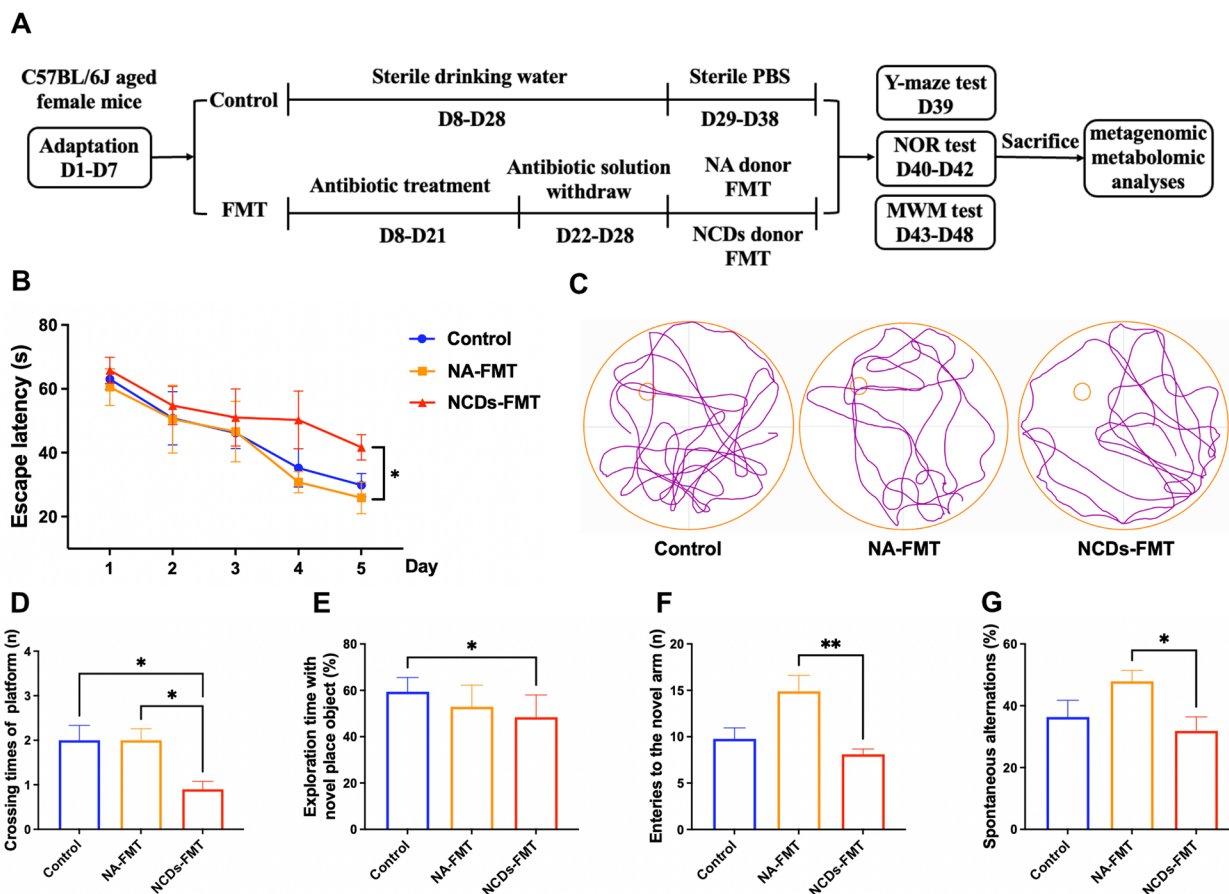 A
C57BL/6J aged
female mice
Adaptation
D1-D7
Control
Sterile drinking water
D8-D28
Sterile PBS
D29-D38
FMT
Antibiotic treatment
D8-D21
Antibiotic solution
withdraw
D22-D28
NA donor
FMT
NCDs donor
FMT
Y-maze test
D39
NOR test
D40-D42
MWM test
D43-D48
Sacrifice
metagenomic
metabolomic
analyses
B
Escape latency (s)
80
60
40
20
1 2 3 4 5
Day
Control
NA-FMT
NCDs-FMT
*
C
Control
NA-FMT
NCDs-FMT
D
Crossing times of platform (n)
4
3
2
1
0
*
*
Control
NA-FMT
NCDs-FMT
E
Exploration time with
novel place object (%)
80
60
40
20
0
*
Control
NA-FMT
NCDs-FMT
F
Enteries to the novel arm (n)
20
15
10
5
0
**
Control
NA-FMT
NCDs-FMT
G
Spontaneous alternations (%)
60
40
20
0
*
Control
NA-FMT
NCDs-FMT